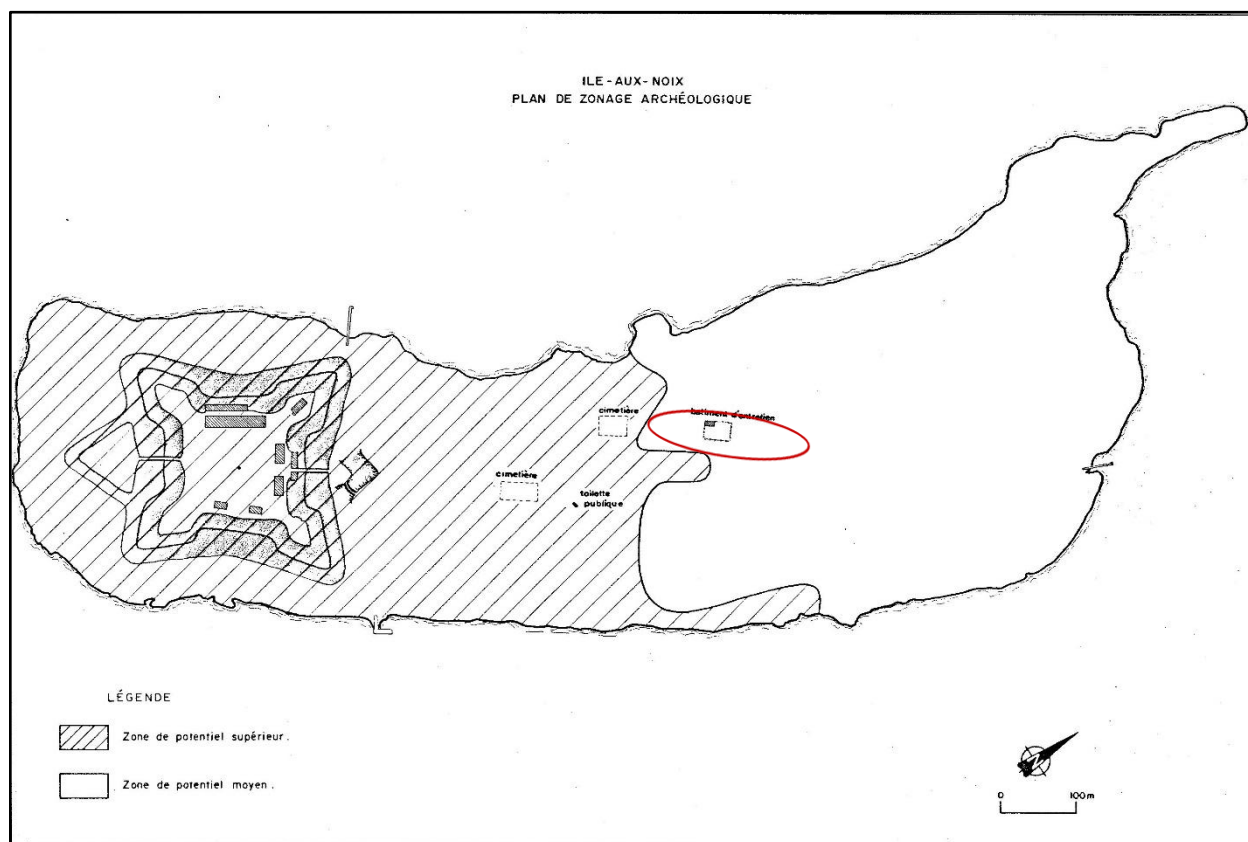 ILE-AUX-NOIX
PLAN DE ZONAGE ARCHÉOLOGIQUE
cimetière
bâtiment d'entretien
cimetière
toilette
publique
LÉGENDE
Zone de potentiel supérieur.
Zone de potentiel moyen.
0 100m